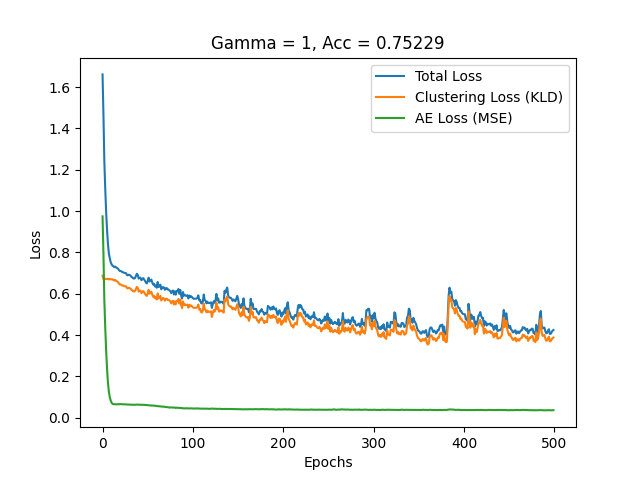 Gamma = 1, Acc = 0.75229
Total Loss
Clustering Loss (KLD)
AE Loss (MSE)
1.6
1.4
1.2
1.0
0.8
0.6
0.4
0.2
0.0
Loss
0 100 200 300 400 500
Epochs